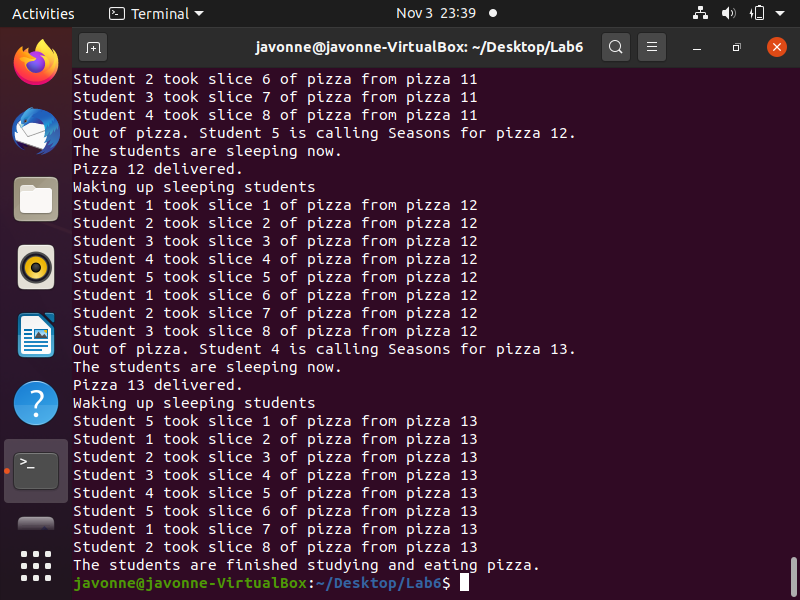 Activities
Terminal
Nov 3 23:39
javonne@javonne-VirtualBox: ~/Desktop/Lab6
Student 2 took slice 6 of pizza from pizza 11
Student 3 took slice 7 of pizza from pizza 11
Student 4 took slice 8 of pizza from pizza 11
Out of pizza. Student 5 is calling Seasons for pizza 12.
The students are sleeping now.
Pizza 12 delivered.
Waking up sleeping students
Student 1 took slice 1 of pizza from pizza 12
Student 2 took slice 2 of pizza from pizza 12
Student 3 took slice 3 of pizza from pizza 12
Student 4 took slice 4 of pizza from pizza 12
Student 5 took slice 5 of pizza from pizza 12
Student 1 took slice 6 of pizza from pizza 12
Student 2 took slice 7 of pizza from pizza 12
Student 3 took slice 8 of pizza from pizza 12
Out of pizza. Student 4 is calling Seasons for pizza 13.
The students are sleeping now.
Pizza 13 delivered.
Waking up sleeping students
Student 5 took slice 1 of pizza from pizza 13
Student 1 took slice 2 of pizza from pizza 13
Student 2 took slice 3 of pizza from pizza 13
Student 3 took slice 4 of pizza from pizza 13
Student 4 took slice 5 of pizza from pizza 13
Student 5 took slice 6 of pizza from pizza 13
Student 1 took slice 7 of pizza from pizza 13
Student 2 took slice 8 of pizza from pizza 13
The students are finished studying and eating pizza.
javonne@javonne-VirtualBox:~/Desktop/Lab6$